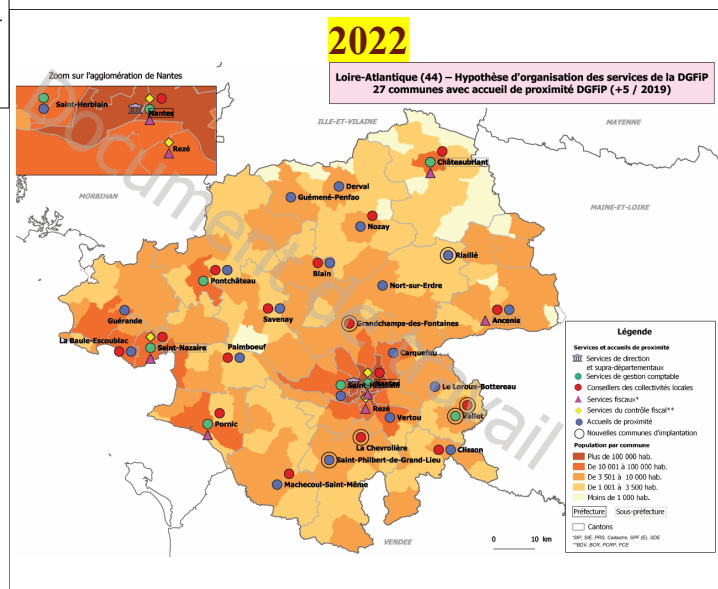 2022
Loire-Atlantique (44) – Hypothèse d'organisation des services de la DGFiP
27 communes avec accueil de proximité DGFiP (+5 / 2019)
Zoom sur l'agglomération de Nantes
Saint-Herblain
Nantes
Rezé
ILLE-ET-VILAINE
MAYENNE
MORBIHAN
MAINE-ET-LOIRE
VENDEE
Châteaubriant
Derval
Guémené-Penfao
Nozay
Riaillé
Blain
Pontchâteau
Nort-sur-Erdre
Guérande
Savenay
Grandchamps-des-Fontaines
Ancenis
La Baule-Escoublac
Saint-Nazaire
Paimboeuf
Carquefou
Saint-Herblain
Nantes
Le Loroux-Bottereau
Rezé
Vertou
Vallet
Pornic
La Chevrolière
Clisson
Saint-Philbert-de-Grand-Lieu
Machecoul-Saint-Même
Document de travail
0 10 km
Légende
Services et accueils de proximité
Services de direction
et supra-départementaux
Services de gestion comptable
Conseillers des collectivités locales
Services fiscaux*
Services du contrôle fiscal**
Accueils de proximité
Nouvelles communes d'implantation
Population par commune
Plus de 100 000 hab.
De 10 001 à 100 000 hab.
De 3 501 à 10 000 hab.
De 1 001 à 3 500 hab.
Moins de 1 000 hab.
Préfecture Sous-préfecture
Cantons
*SIP, SIE, PRS, Cadastre, SPF (E), SDE
**BDV, BCR, PCRP, PCE